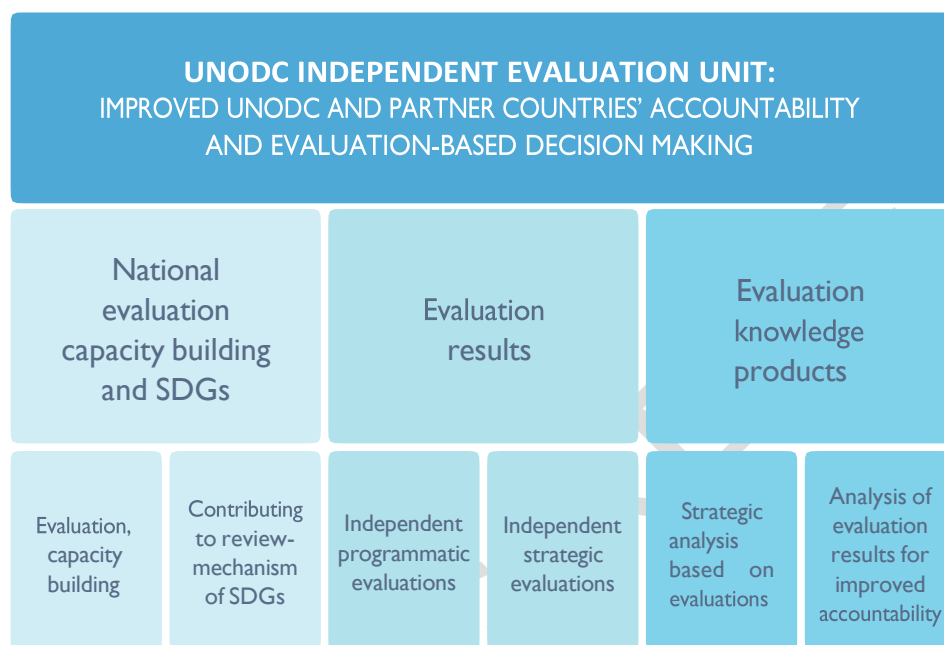 UNODC INDEPENDENT EVALUATION UNIT:
IMPROVED UNODC AND PARTNER COUNTRIES' ACCOUNTABILITY
AND EVALUATION-BASED DECISION MAKING
National
evaluation
capacity building
and SDGs
Evaluation
results
Evaluation
knowledge
products
Evaluation,
capacity
building
Contributing
to review-
mechanism
of SDGs
Independent
programmatic
evaluations
Independent
strategic
evaluations
Strategic
analysis
based on
evaluations
Analysis of
evaluation
results for
improved
accountability